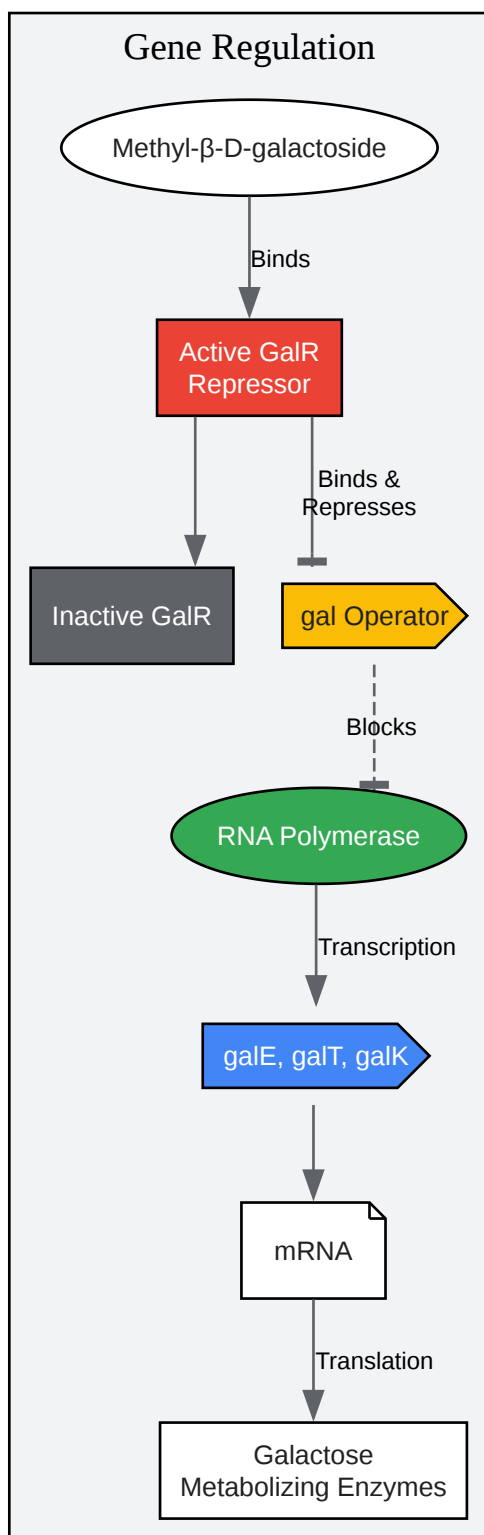 Gene Regulation
Methyl-β-D-galactoside
Binds
Active GalR
Repressor
Binds &
Represses
Inactive GalR
gal Operator
Blocks
RNA Polymerase
Transcription
galE, galT, galK
mRNA
Translation
Galactose
Metabolizing Enzymes